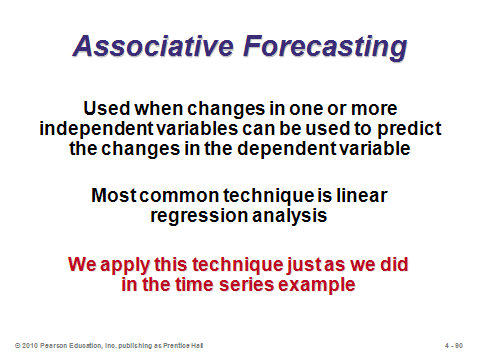 Associative Forecasting
Used when changes in one or more
independent variables can be used to predict
the changes in the dependent variable
Most common technique is linear
regression analysis
We apply this technique just as we did
in the time series example
© 2010 Pearson Education, Inc. publishing as Prentice Hall
4 - 90